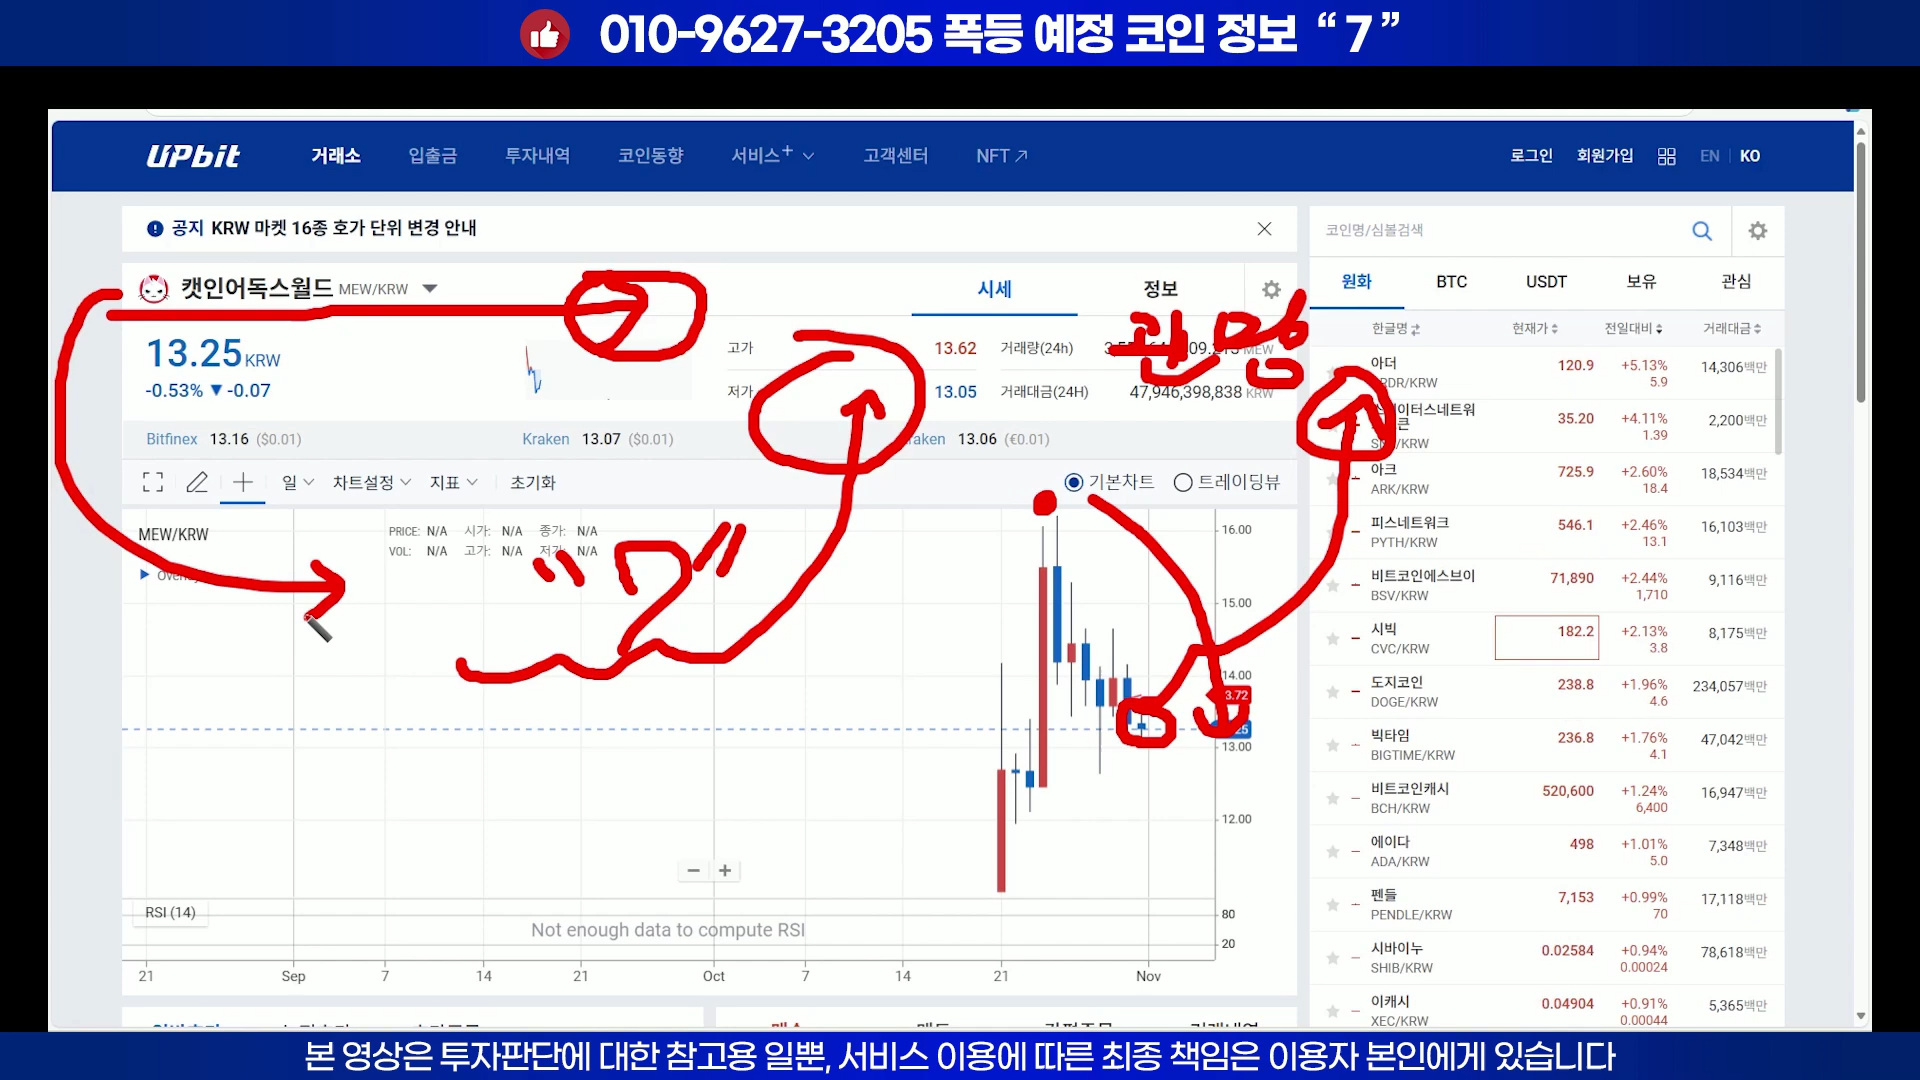 010-9627-3205 폭등 예정 코인 정보 “ 7 ”
UPbit 거래소 입출금 투자내역 코인동향 서비스+ 고객센터 NFT 로그인 회원가입 EN KO
공지 KRW 마켓 16종 호가 단위 변경 안내
캣인어독스월드 MEW/KRW 시세 정보
13.25 KRW
-0.53% ▼ -0.07
고가 13.62 거래량(24h) MEW
저가 13.05 거래대금(24H) 47,946,398,838 KRW
관망
Bitfinex 13.16 ($0.01) Kraken 13.07 ($0.01) 13.06 (€0.01)
일 차트설정 지표 초기화 기본차트 트레이딩뷰
MEW/KRW
PRICE: N/A 시가: N/A 종가: N/A
VOL: N/A 고가: N/A 저가: N/A
"7"
16.00
15.00
14.00
3.72
13.00
12.00
RSI (14)
Not enough data to compute RSI
80
20
21 Sep 7 14 21 Oct 7 14 21 Nov
코인명/심볼검색
원화 BTC USDT 보유 관심
한글명 현재가 전일대비 거래대금
아더 120.9 +5.13% 14,306백만
5.9
35.20 +4.11% 2,200백만
1.39
아크 725.9 +2.60% 18,534백만
ARK/KRW 18.4
피스네트워크 546.1 +2.46% 16,103백만
PYTH/KRW 13.1
비트코인에스브이 71,890 +2.44% 9,116백만
BSV/KRW 1,710
시빅 182.2 +2.13% 8,175백만
CVC/KRW 3.8
도지코인 238.8 +1.96% 234,057백만
DOGE/KRW 4.6
빅타임 236.8 +1.76% 47,042백만
BIGTIME/KRW 4.1
비트코인캐시 520,600 +1.24% 16,947백만
BCH/KRW 6,400
에이다 498 +1.01% 7,348백만
ADA/KRW 5.0
펜들 7,153 +0.99% 17,118백만
PENDLE/KRW 70
시바이누 0.02584 +0.94% 78,618백만
SHIB/KRW 0.00024
이캐시 0.04904 +0.91% 5,365백만
XEC/KRW 0.00044
본 영상은 투자판단에 대한 참고용 일뿐, 서비스 이용에 따른 최종 책임은 이용자 본인에게 있습니다